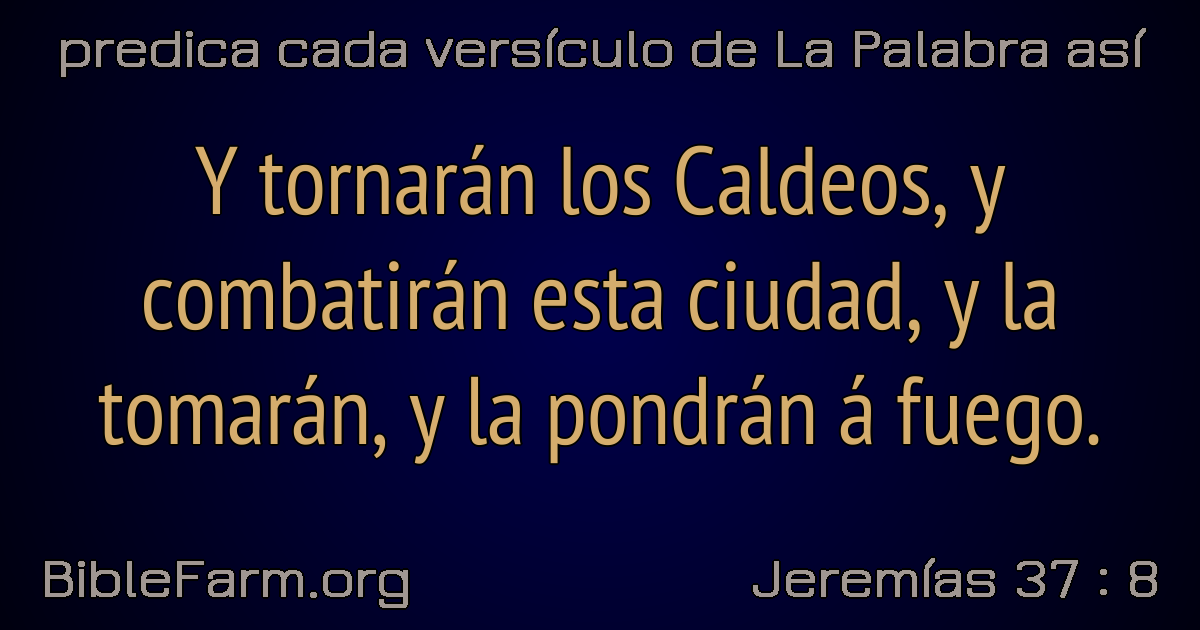 predica cada versículo de La Palabra así
Y tornarán los Caldeos, y
combatirán esta ciudad, y la
tomarán, y la pondrán á fuego.
BibleFarm.org
Jeremías 37 : 8